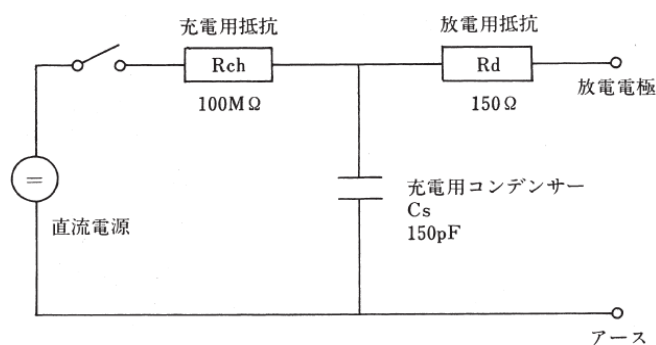 充電用抵抗
Rch
100MΩ
放電用抵抗
Rd
150Ω
放電電極
直流電源
充電用コンデンサー
Cs
150pF
アース